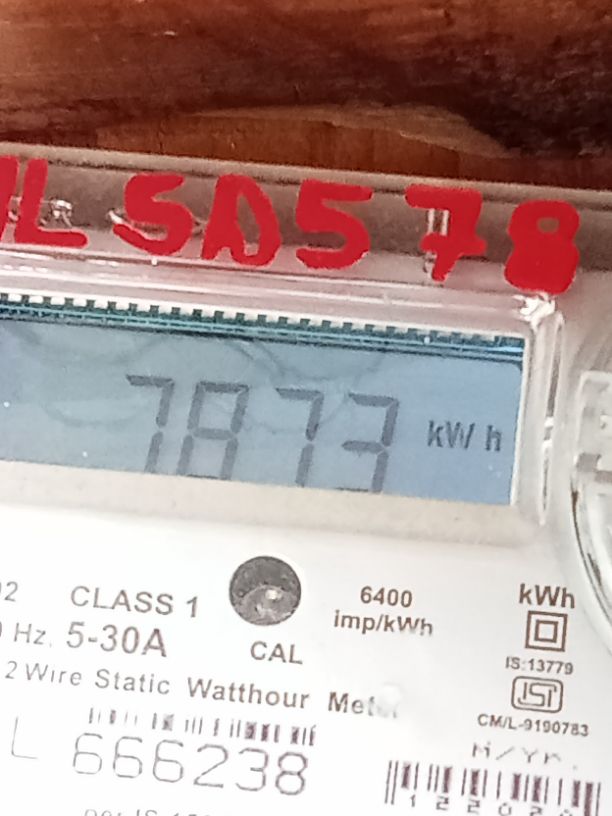 LSD578
7873 kWh
CLASS 1
6400
imp/kWh
kWh
Hz. 5-30A
CAL
IS:13779
2 Wire Static Watthour
CM/L-9190783
L 666238
M/Yr.